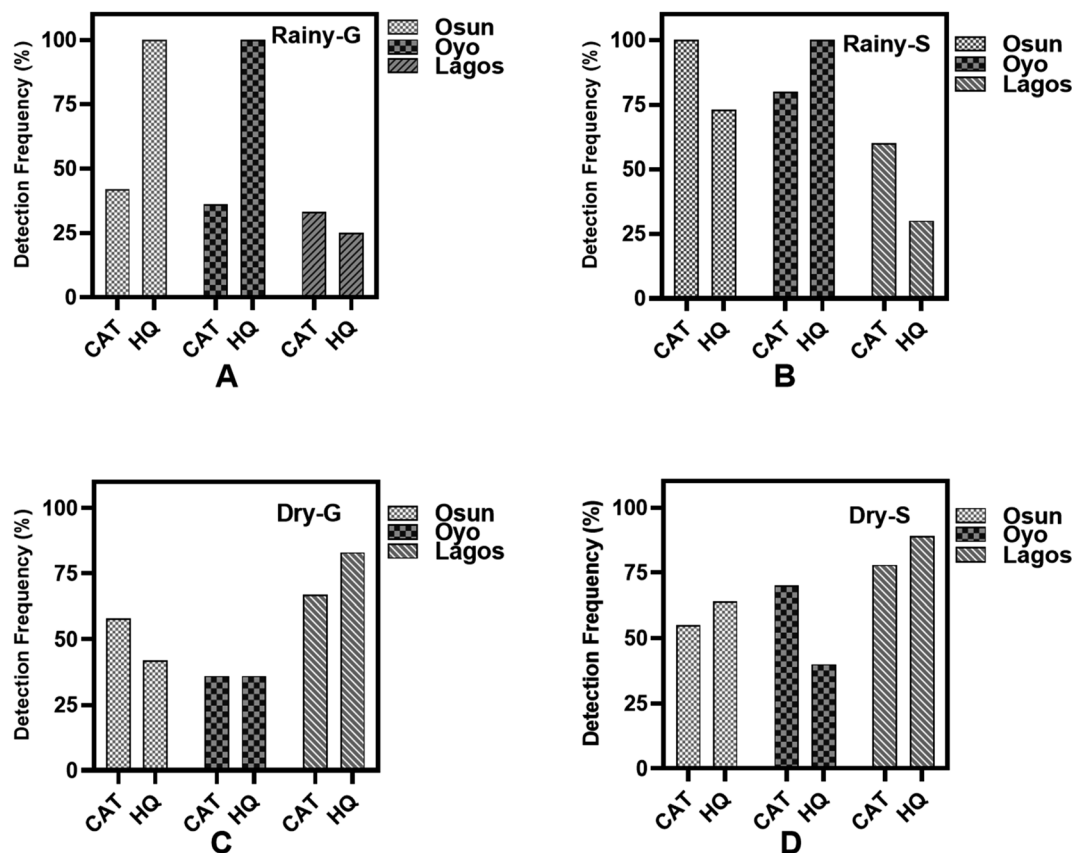 Rainy-G
Osun
Oyo
Lagos
Detection Frequency (%)
100
75
50
25
0
CAT HQ CAT HQ CAT HQ
A
Rainy-S
Osun
Oyo
Lagos
Detection Frequency (%)
100
75
50
25
0
CAT HQ CAT HQ CAT HQ
B
Dry-G
Osun
Oyo
Lagos
Detection Frequency (%)
100
75
50
25
0
CAT HQ CAT HQ CAT HQ
C
Dry-S
Osun
Oyo
Lagos
Detection Frequency (%)
100
75
50
25
0
CAT HQ CAT HQ CAT HQ
D